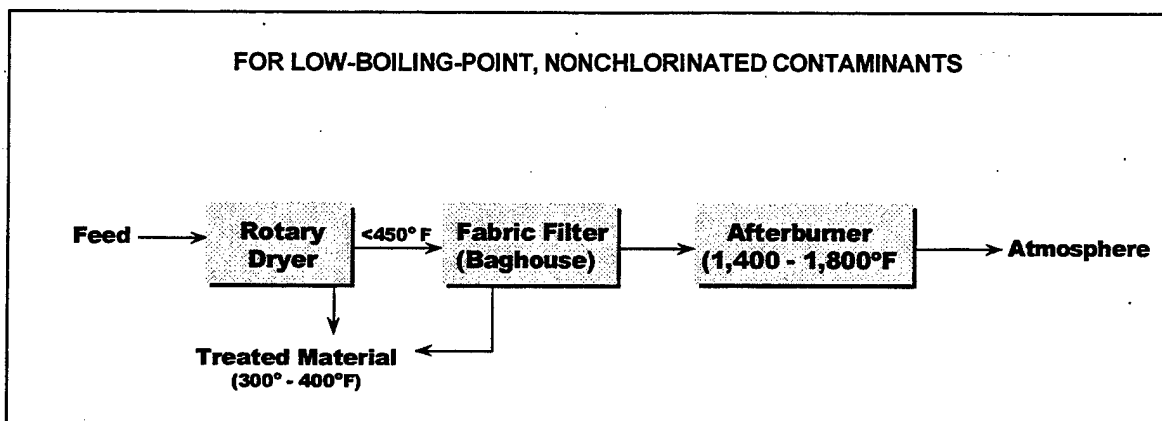 FOR LOW-BOILING-POINT, NONCHLORINATED CONTAMINANTS
Feed
Rotary
Dryer
<450° F
Fabric Filter
(Baghouse)
Afterburner
(1,400 - 1,800°F
Atmosphere
Treated Material
(300° - 400°F)